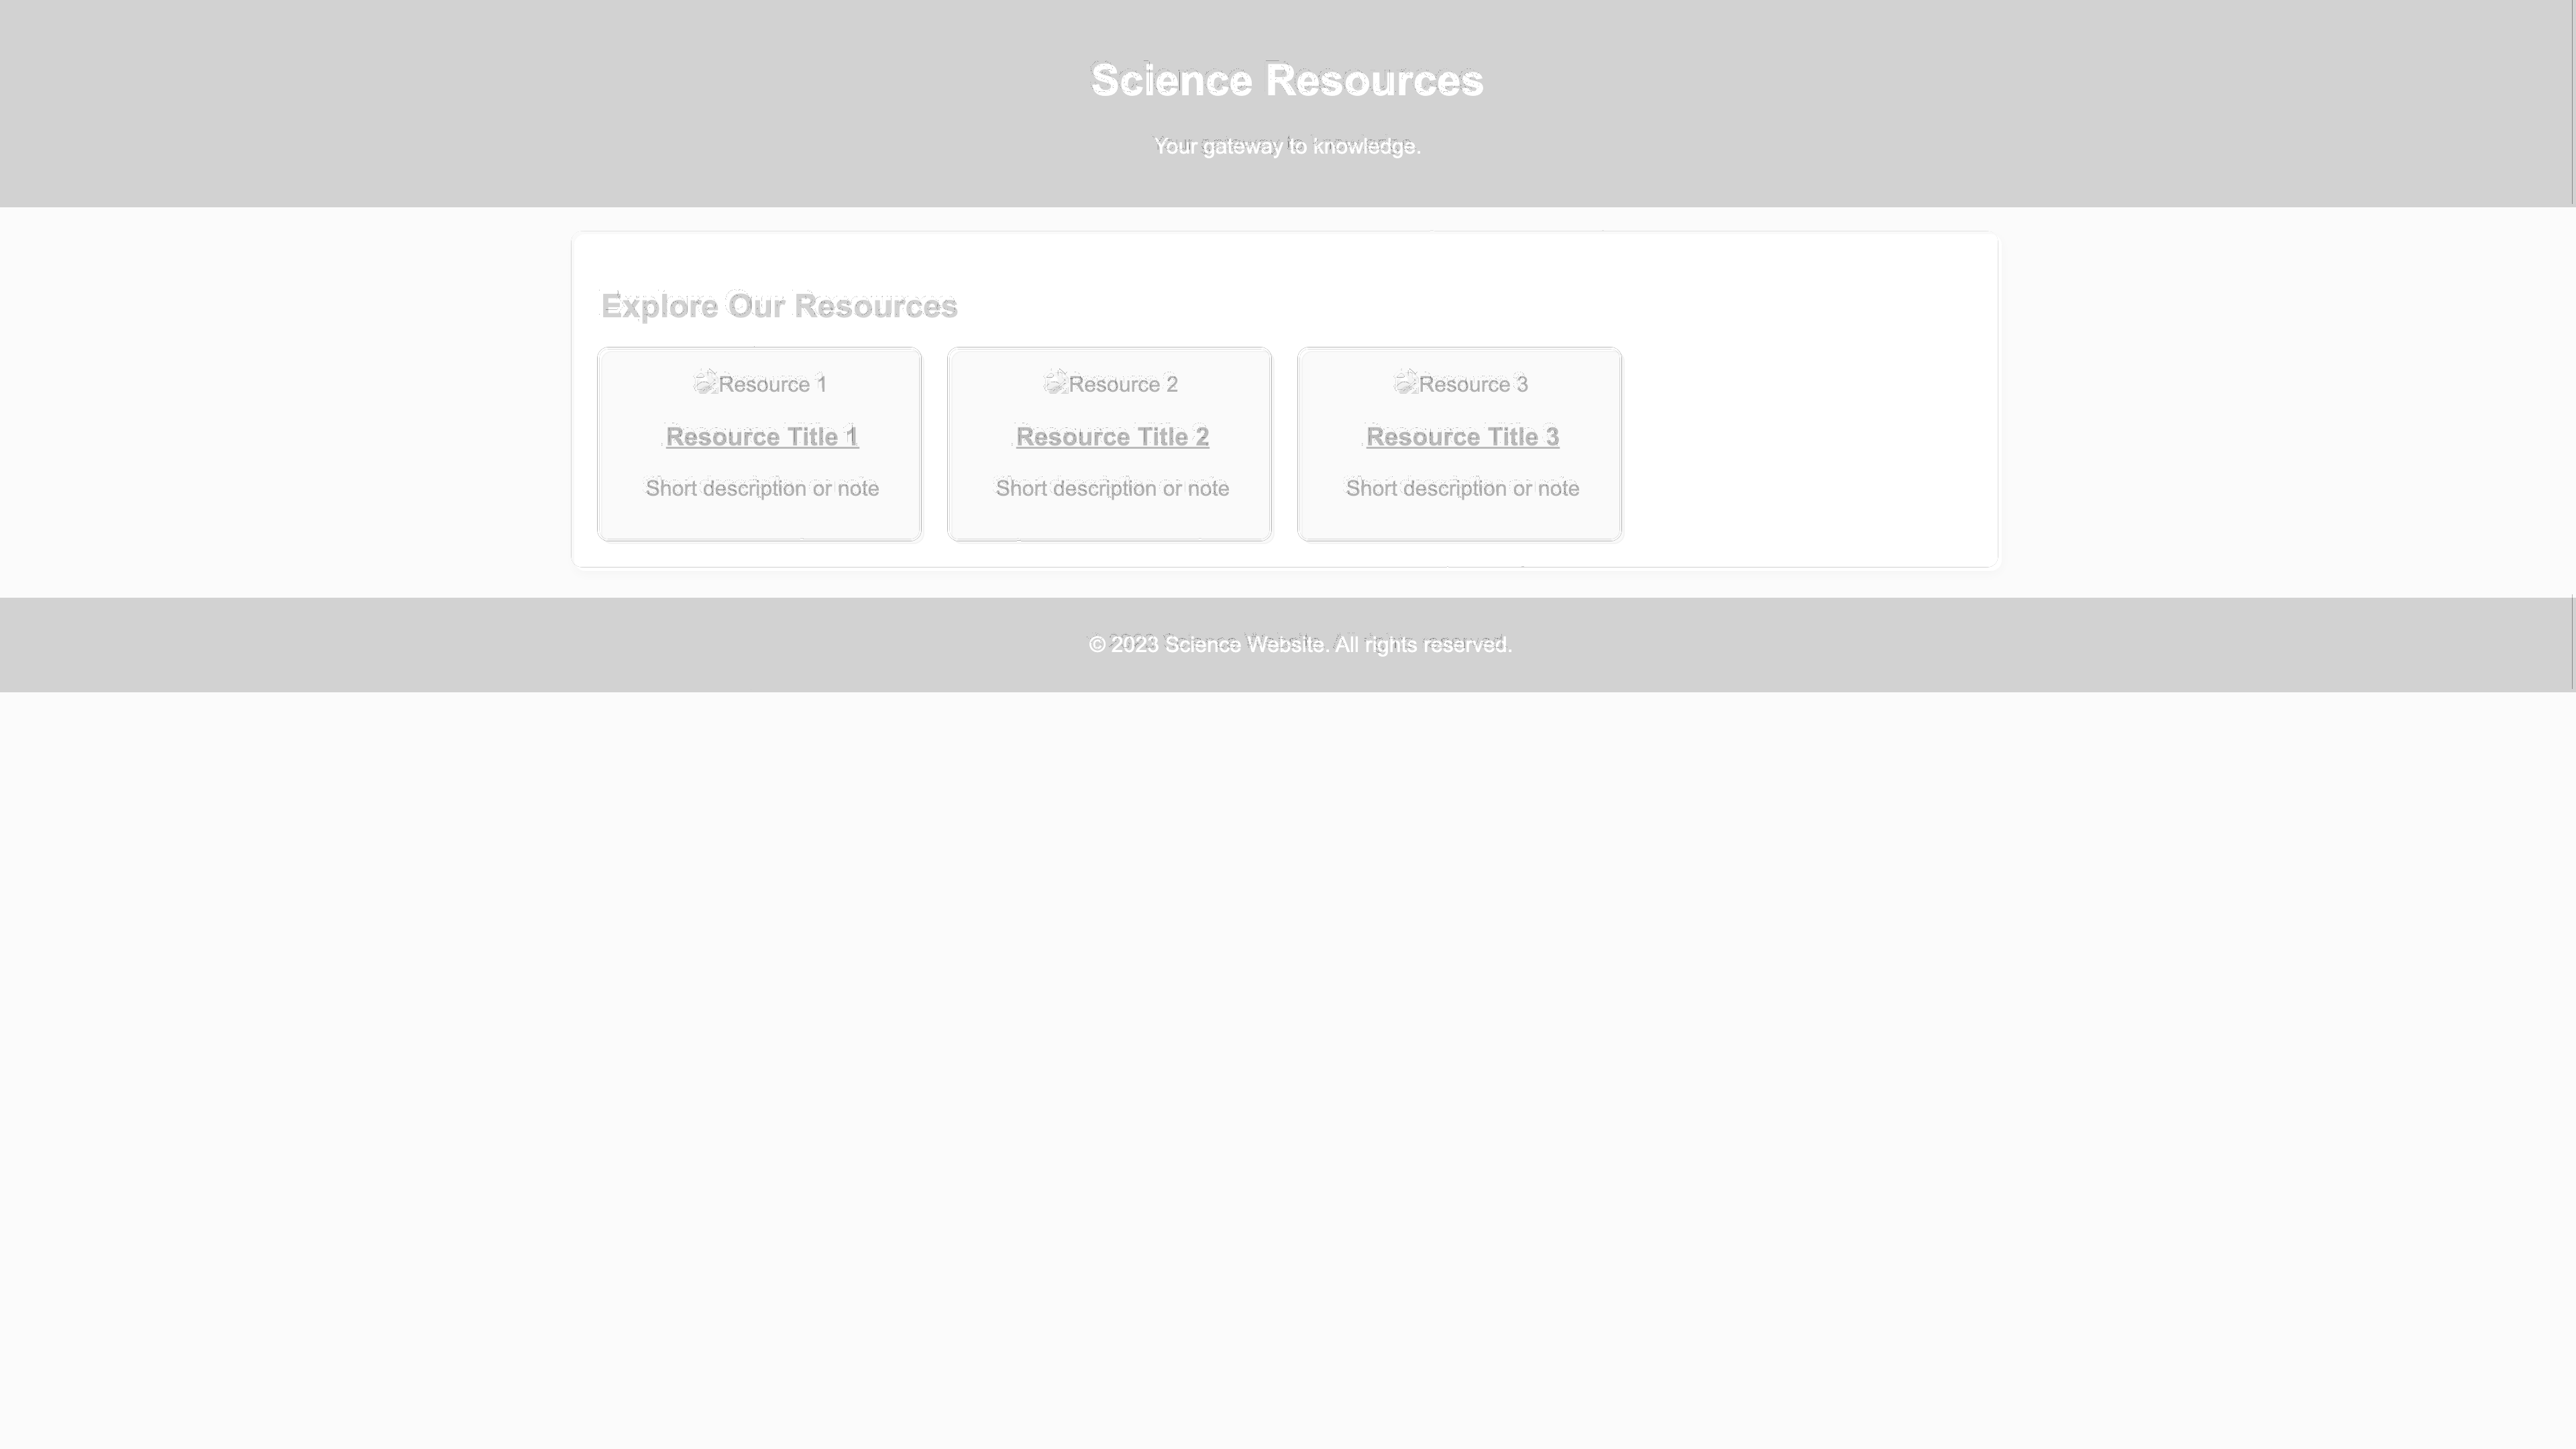 Science Resources
Your gateway to knowledge.
Explore Our Resources
Resource 1
Resource Title 1
Short description or note
Resource 2
Resource Title 2
Short description or note
Resource 3
Resource Title 3
Short description or note
© 2023 Science Website. All rights reserved.